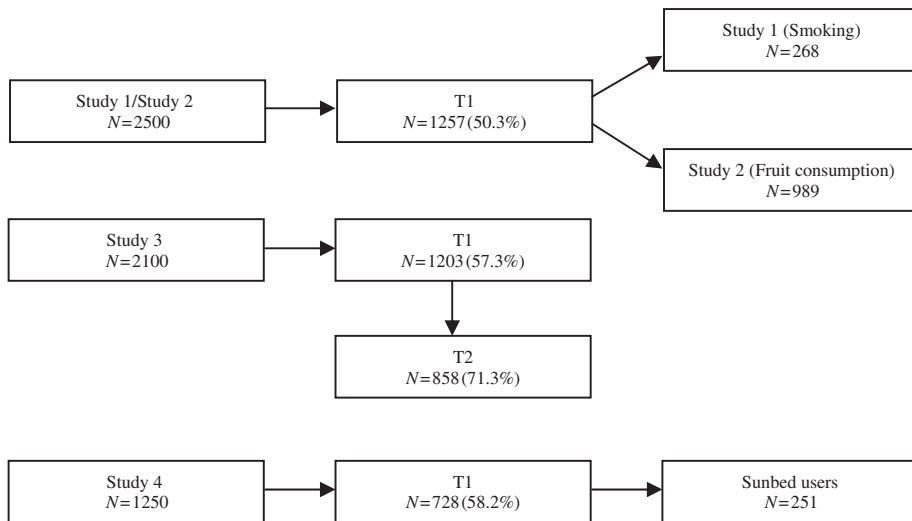 Study 1 (Smoking)
N=268
Study 1/Study 2
N=2500
T1
N=1257(50.3%)
Study 2 (Fruit consumption)
N=989
Study 3
N=2100
T1
N=1203(57.3%)
T2
N=858(71.3%)
Study 4
N=1250
T1
N=728(58.2%)
Sunbed users
N=251